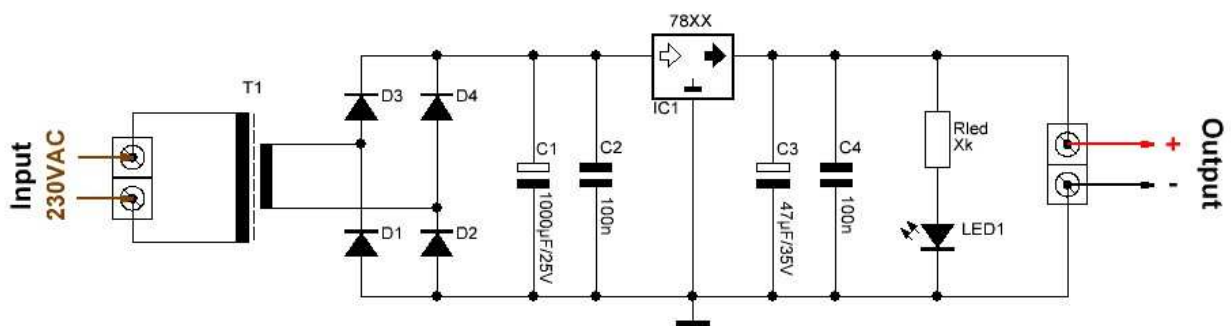 78XX
T1
D3
D4
IC1
Input
230VAC
C1
1000µF/25V
C2
100n
C3
47µF/35V
C4
100n
Rled
Xk
+
-
Output
D1
D2
LED1